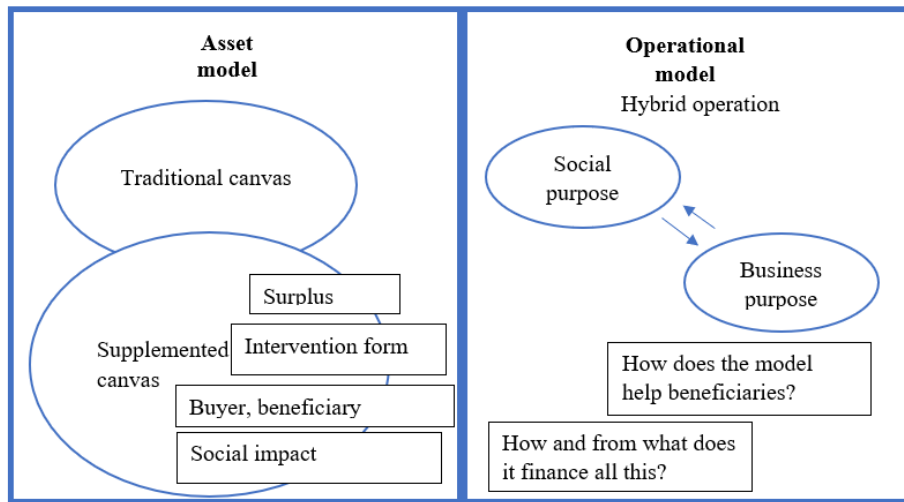 Asset
model
Traditional canvas
Surplus
Supplemented
canvas
Intervention form
Buyer, beneficiary
Social impact
Operational
model
Hybrid operation
Social
purpose
Business
purpose
How does the model
help beneficiaries?
How and from what does
it finance all this?